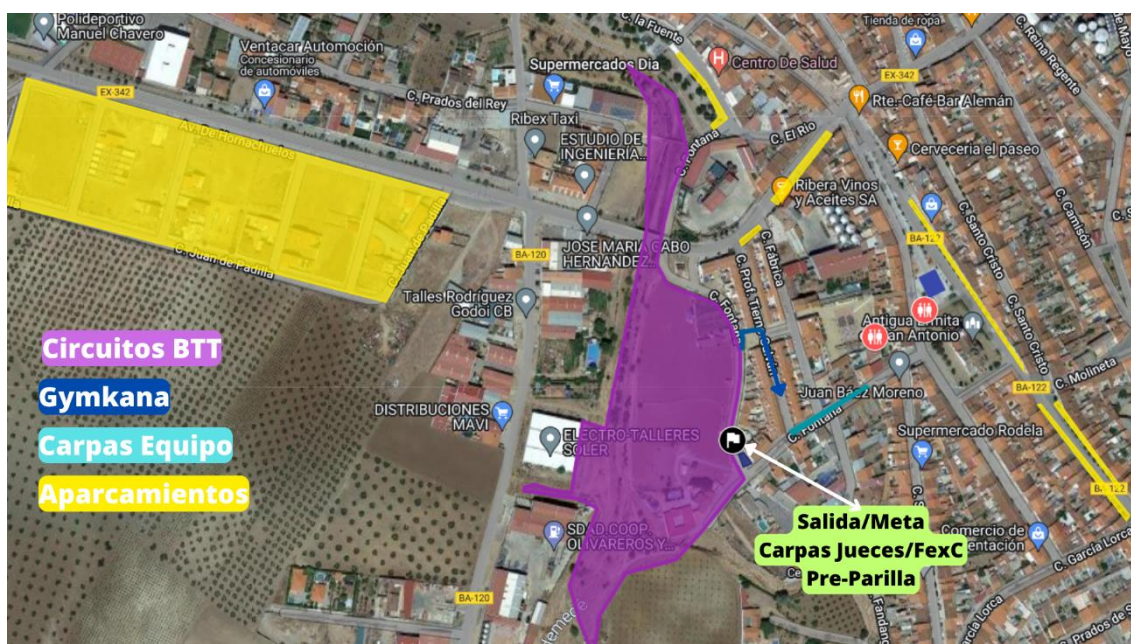 Polideportivo
Manuel Chavero
Ventacar Automoción
Concesionario
de automóviles
EX-342
Av. De Hornachuelos
C. Juan de Padilla
C. Prados del Rey
Supermercados Dia
Ribex Taxi
ESTUDIO DE
INGENIERÍA...
C. la Fuente
Centro De Salud
C. Fontana
C. El Rio
Tienda de ropa
C. Reina Regente
EX-342
Rte. Café-Bar Alemán
Cerveceria el paseo
Ribera Vinos
y Aceites SA
C. Camisón
C. Santo Cristo
BA-122
C. Fábrica
JOSE MARIA CABO
HERNANDEZ...
BA-120
Talles Rodríguez
Godoi CB
C. Fontana
Antigua Ermita
San Antonio
C. Santo Cristo
C. Molineta
BA-122
Juan Báez Moreno
C. Fontana
Circuitos BTT
Gymkana
Carpas Equipo
Aparcamientos
DISTRIBUCIONES
MAVI
ELECTRO-TALLERES
SOLER
Supermercado Rodela
BA-122
SDAD.COOP.
OLIVAREROS Y...
Salida/Meta
Carpas Jueces/FexC
Pre-Parilla
Comercio de
C. García Lorca
BA-120